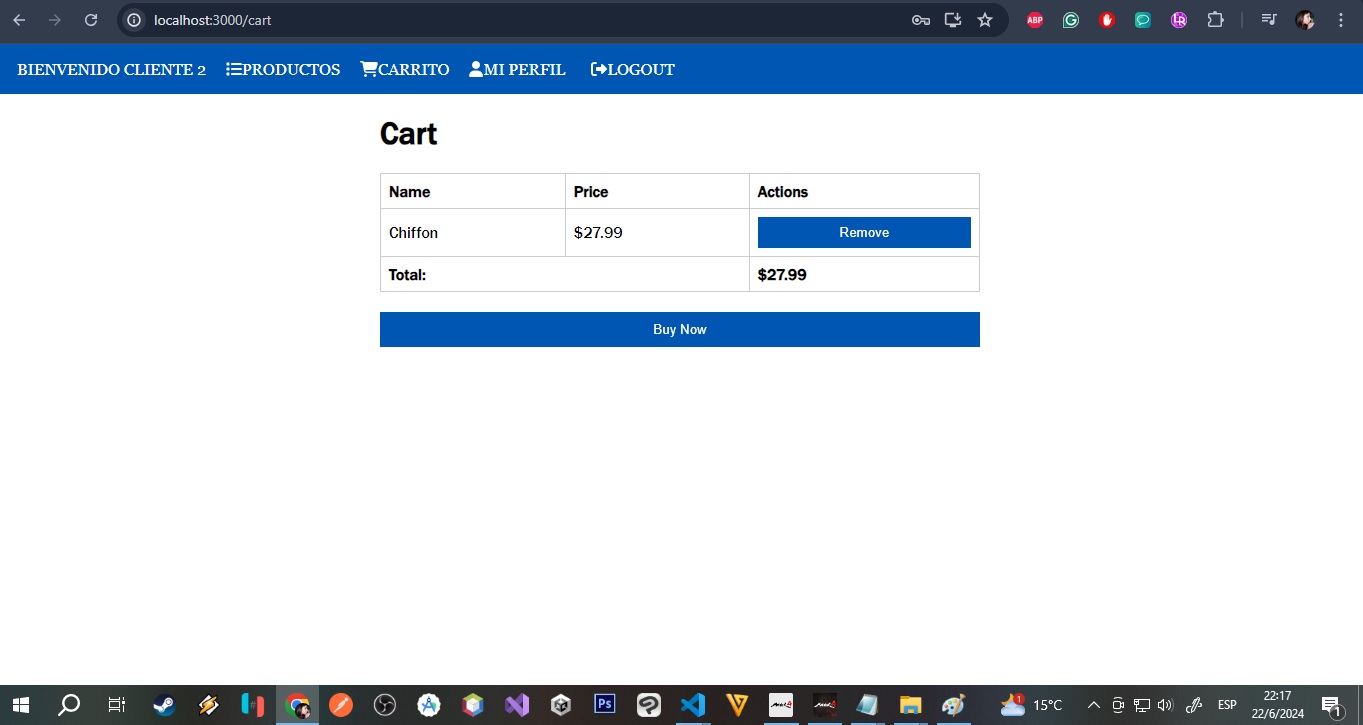 localhost:3000/cart
ABP
BIENVENIDO CLIENTE 2 PRODUCTOS CARRITO MI PERFIL LOGOUT
Cart
Name Price Actions
Chiffon $27.99 Remove
Total: $27.99
Buy Now
Ps
1
15°C
ESP
22:17
22/6/2024
1